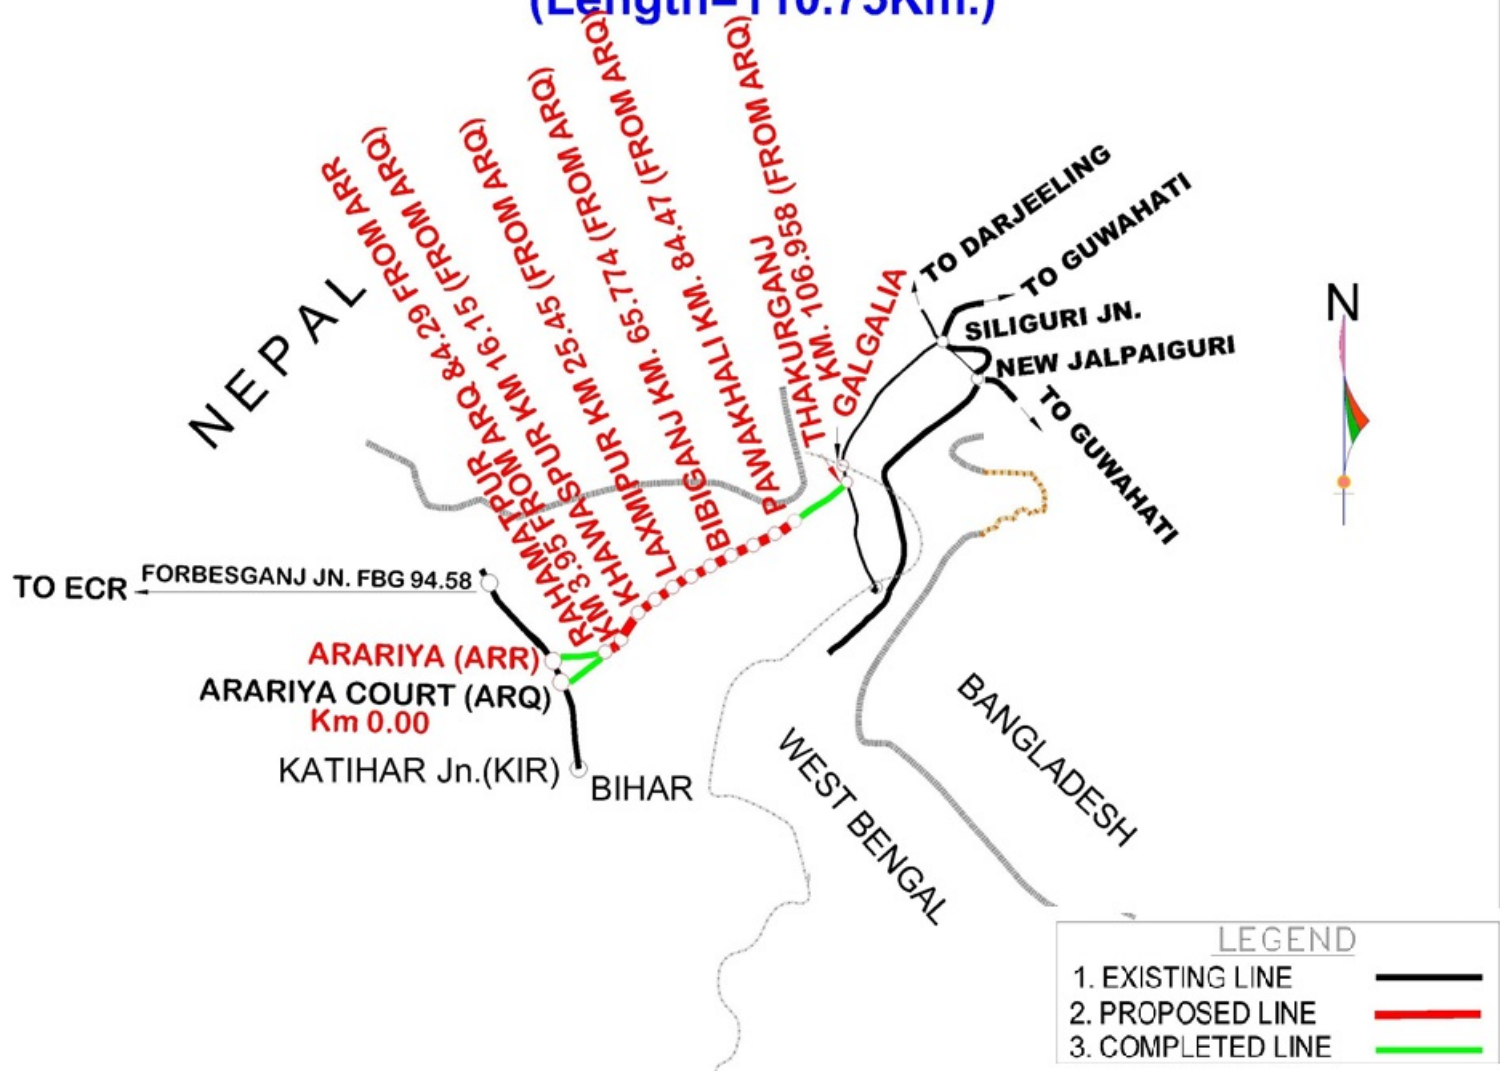 (Length=110.75Km.)
NEPAL
RAHAMATPUR ARQ &4.29 FROM ARR
KM 3.95 FROM ARQ)
KHAWASPUR KM 16.15 (FROM ARQ)
LAXMIPUR KM 25.45 (FROM ARQ)
BIBIGANJ KM. 65.774 (FROM ARQ)
PAWAKHALI KM. 84.47 (FROM ARQ)
THAKURGANJ
KM. 106.958 (FROM ARQ)
GALGALIA
TO DARJEELING
TO GUWAHATI
SILIGURI JN.
NEW JALPAIGURI
TO GUWAHATI
N
TO ECR
FORBESGANJ JN. FBG 94.58
ARARIYA (ARR)
ARARIYA COURT (ARQ)
Km 0.00
KATIHAR Jn.(KIR)
BIHAR
WEST BENGAL
BANGLADESH
LEGEND
1. EXISTING LINE
2. PROPOSED LINE
3. COMPLETED LINE